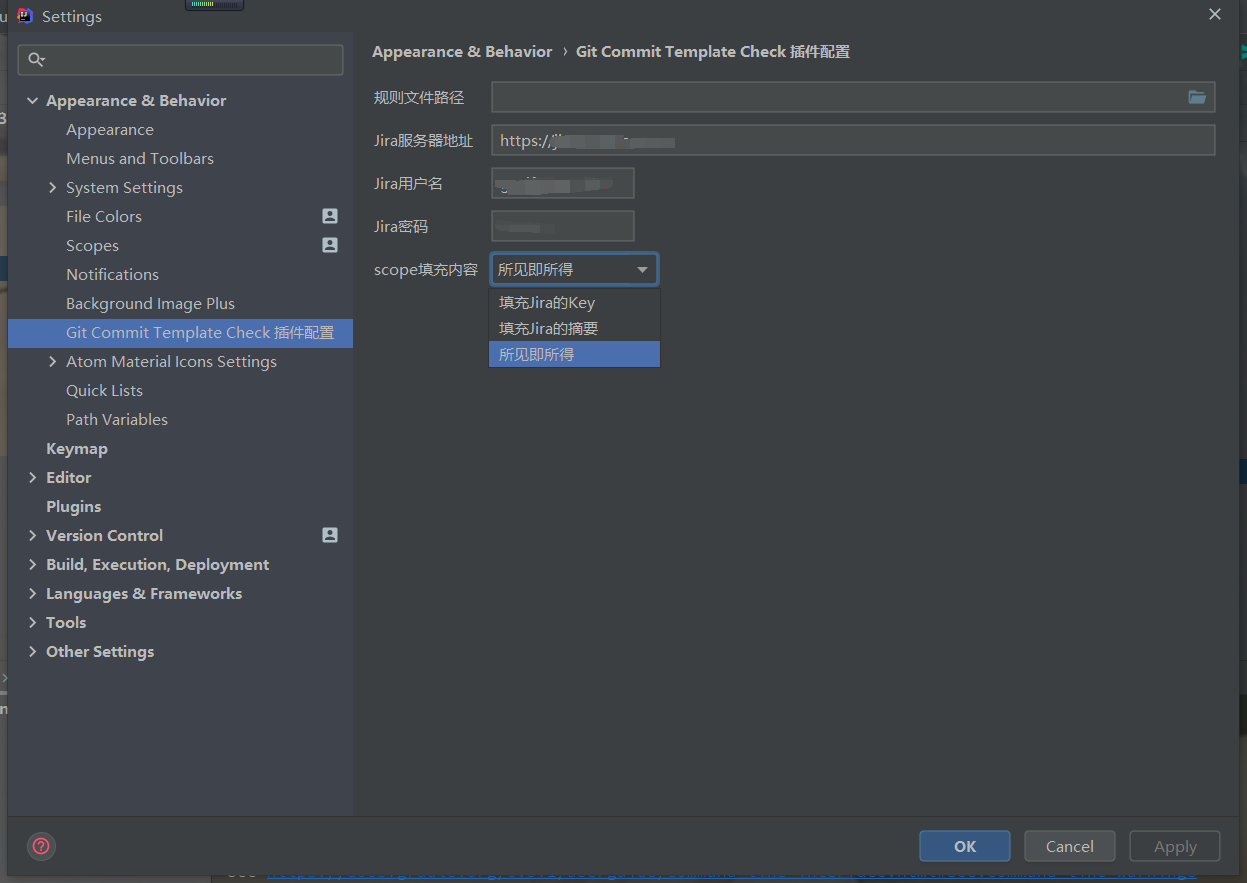 Settings
Appearance & Behavior
Appearance
Menus and Toolbars
System Settings
File Colors
Scopes
Notifications
Background Image Plus
Git Commit Template Check 插件配置
Atom Material Icons Settings
Quick Lists
Path Variables
Keymap
Editor
Plugins
Version Control
Build, Execution, Deployment
Languages & Frameworks
Tools
Other Settings
Appearance & Behavior › Git Commit Template Check 插件配置
规则文件路径
Jira服务器地址 https://
Jira用户名
Jira密码
scope填充内容 所见即所得
填充Jira的Key
填充Jira的摘要
所见即所得
OK Cancel Apply